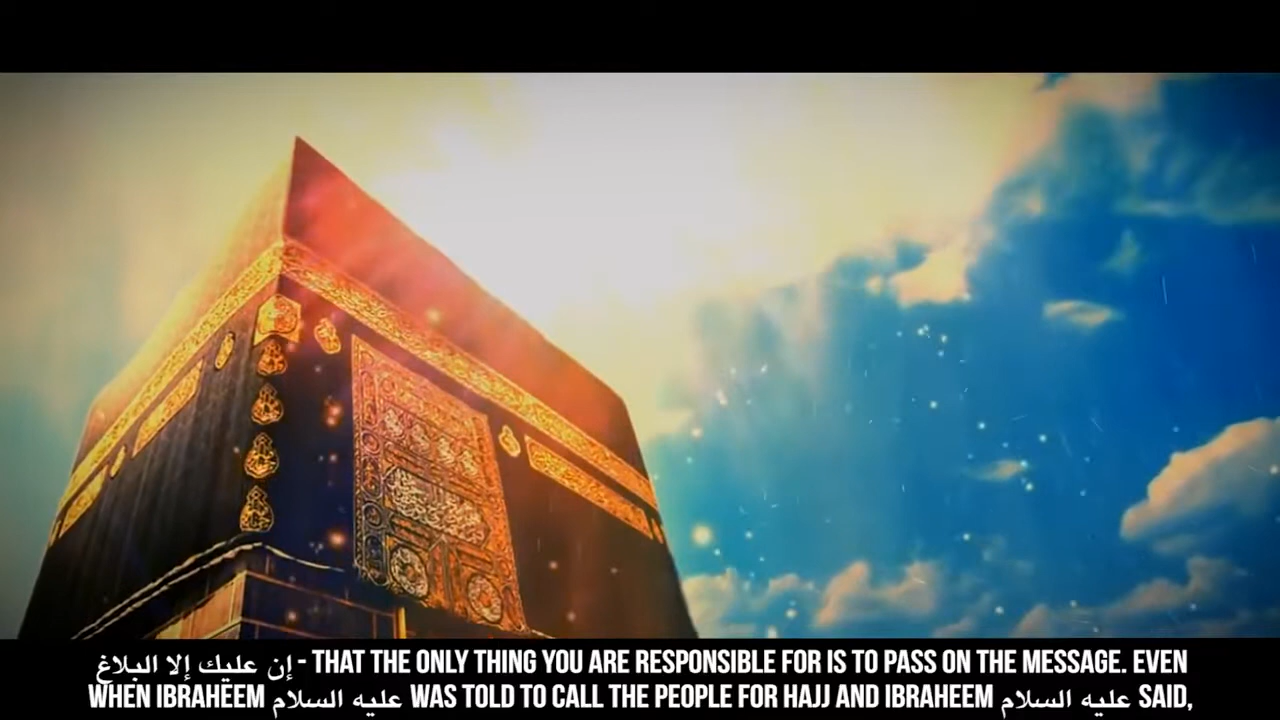 إن عليك إلا البلاغ - THAT THE ONLY THING YOU ARE RESPONSIBLE FOR IS TO PASS ON THE MESSAGE. EVEN
WHEN IBRAHEEM عليه السلام WAS TOLD TO CALL THE PEOPLE FOR HAJJ AND IBRAHEEM عليه السلام SAID,